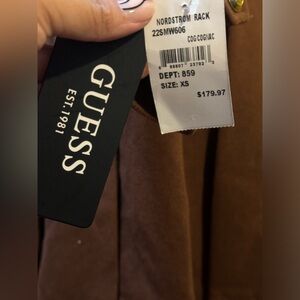 GUESS
EST. 1981
NORDSTROM RACK
22SMW606
COG COGNAC
DEPT: 859
SIZE: XS
$179.97